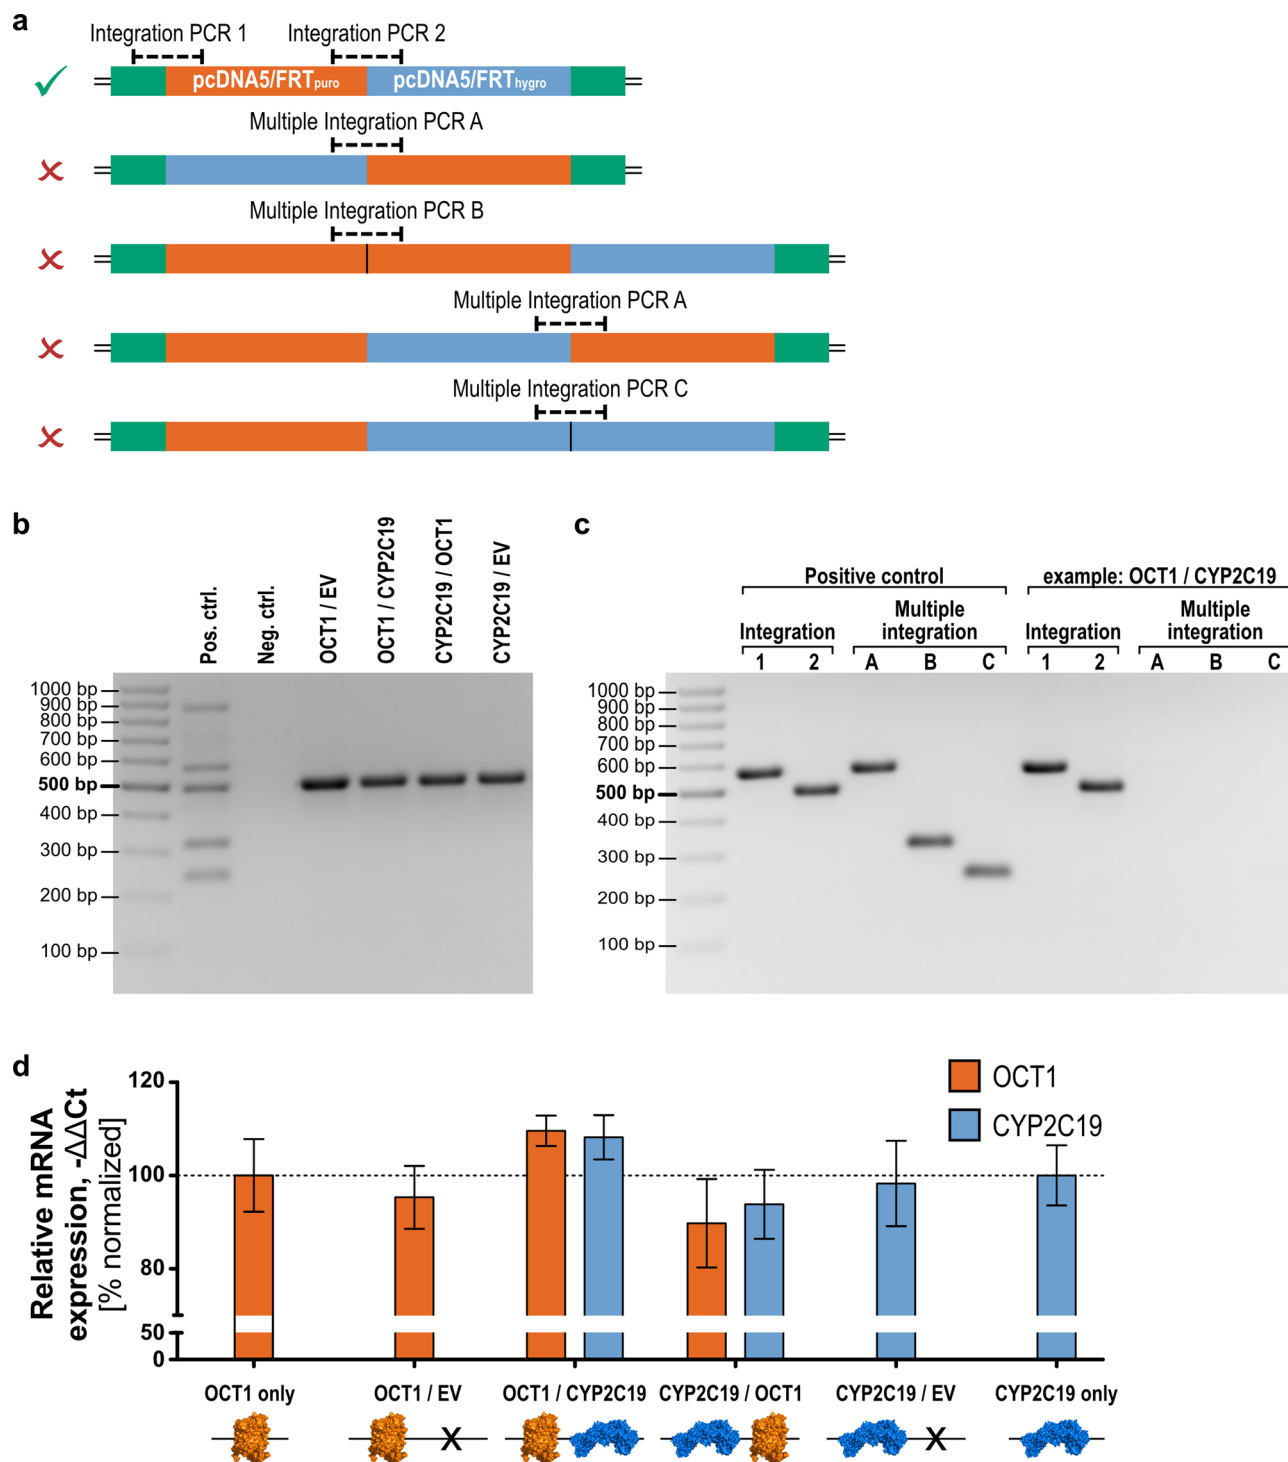 a
Integration PCR 1
Integration PCR 2
pcDNA5/FRTpuro
pcDNA5/FRThygro
Multiple Integration PCR A
Multiple Integration PCR B
Multiple Integration PCR A
Multiple Integration PCR C
b
Pos. ctrl.
Neg. ctrl.
OCT1 / EV
OCT1 / CYP2C19
CYP2C19 / OCT1
CYP2C19 / EV
1000 bp
900 bp
800 bp
700 bp
600 bp
500 bp
400 bp
300 bp
200 bp
100 bp
c
Positive control
example: OCT1 / CYP2C19
Integration
Multiple
integration
Integration
Multiple
integration
1 2 A B C 1 2 A B C
1000 bp
900 bp
800 bp
700 bp
600 bp
500 bp
400 bp
300 bp
200 bp
100 bp
d
Relative mRNA
expression, -ΔΔCt
[% normalized]
120
100
80
50
0
OCT1
CYP2C19
OCT1 only
OCT1 / EV
OCT1 / CYP2C19
CYP2C19 / OCT1
CYP2C19 / EV
CYP2C19 only
X
X